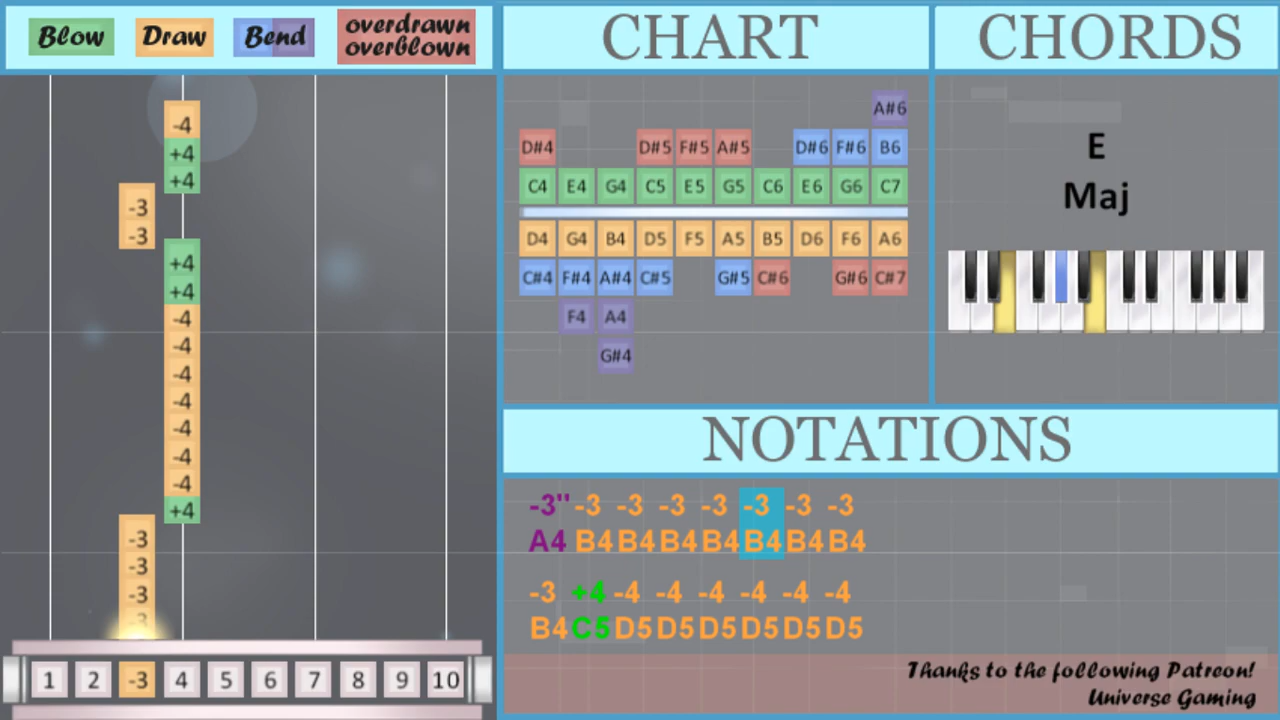 Blow Draw Bend overdrawn
overblown
CHART
CHORDS
-4
+4
+4
-3
-3
+4
+4
-4
-4
-4
-4
-4
-4
-4
+4
-3
-3
-3
-3
1 2 -3 4 5 6 7 8 9 10
A#6
D#4 D#5 F#5 A#5 D#6 F#6 B6
C4 E4 G4 C5 E5 G5 C6 E6 G6 C7
D4 G4 B4 D5 F5 A5 B5 D6 F6 A6
C#4 F#4 A#4 C#5 G#5 C#6 G#6 C#7
F4 A4
G#4
E
Maj
NOTATIONS
-3" -3 -3 -3 -3 -3 -3 -3
A4 B4 B4 B4 B4 B4 B4 B4
-3 +4 -4 -4 -4 -4 -4 -4
B4 C5 D5 D5 D5 D5 D5 D5
Thanks to the following Patreon!
Universe Gaming